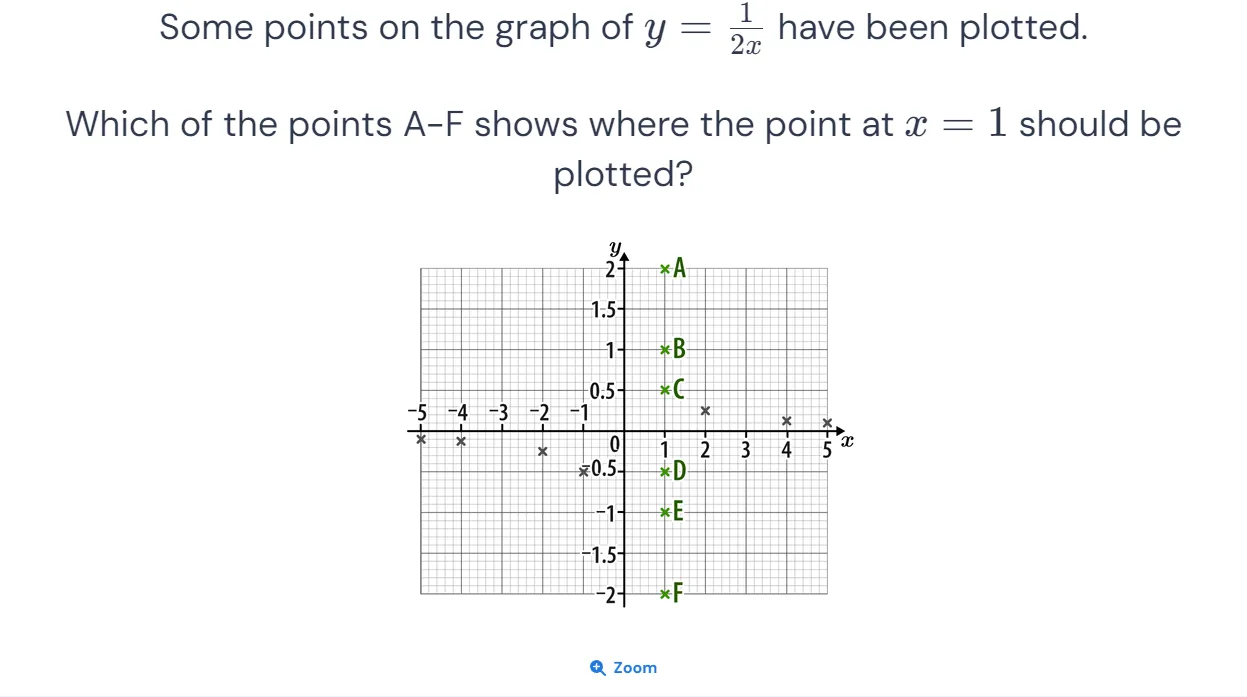 Some points on the graph of y = 1/2x have been plotted.
Which of the points A–F shows where the point at x = 1 should be
plotted?
y
2
A
1.5
1
B
0.5
C
−5 −4 −3 −2 −1
0 1 2 3 4 5 x
−0.5
D
−1
E
−1.5
−2
F
Zoom